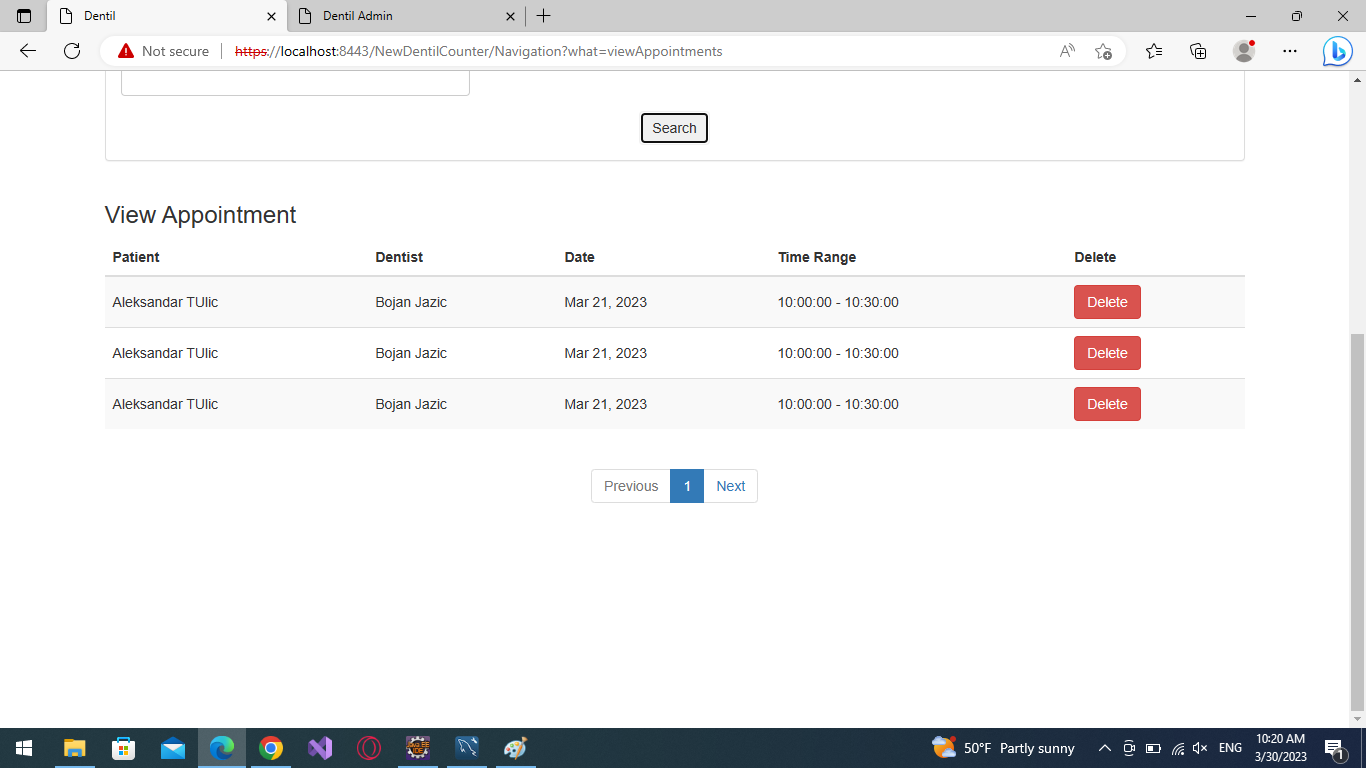 Dentil
Dentil Admin
Not secure https://localhost:8443/NewDentilCounter/Navigation?what=viewAppointments
Search
View Appointment
Patient Dentist Date Time Range Delete
Aleksandar TUlic Bojan Jazic Mar 21, 2023 10:00:00 - 10:30:00 Delete
Aleksandar TUlic Bojan Jazic Mar 21, 2023 10:00:00 - 10:30:00 Delete
Aleksandar TUlic Bojan Jazic Mar 21, 2023 10:00:00 - 10:30:00 Delete
Previous 1 Next
50°F Partly sunny
ENG
10:20 AM
3/30/2023
1